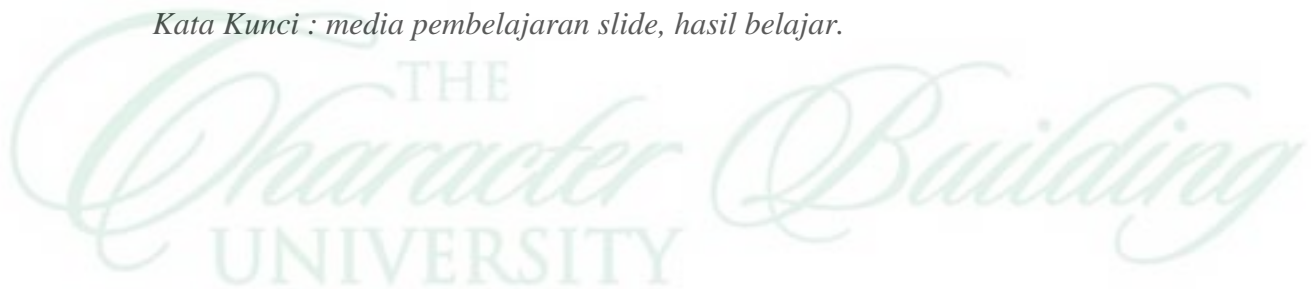 Kata Kunci : media pembelajaran slide, hasil belajar.
THE
Character Building
UNIVERSITY